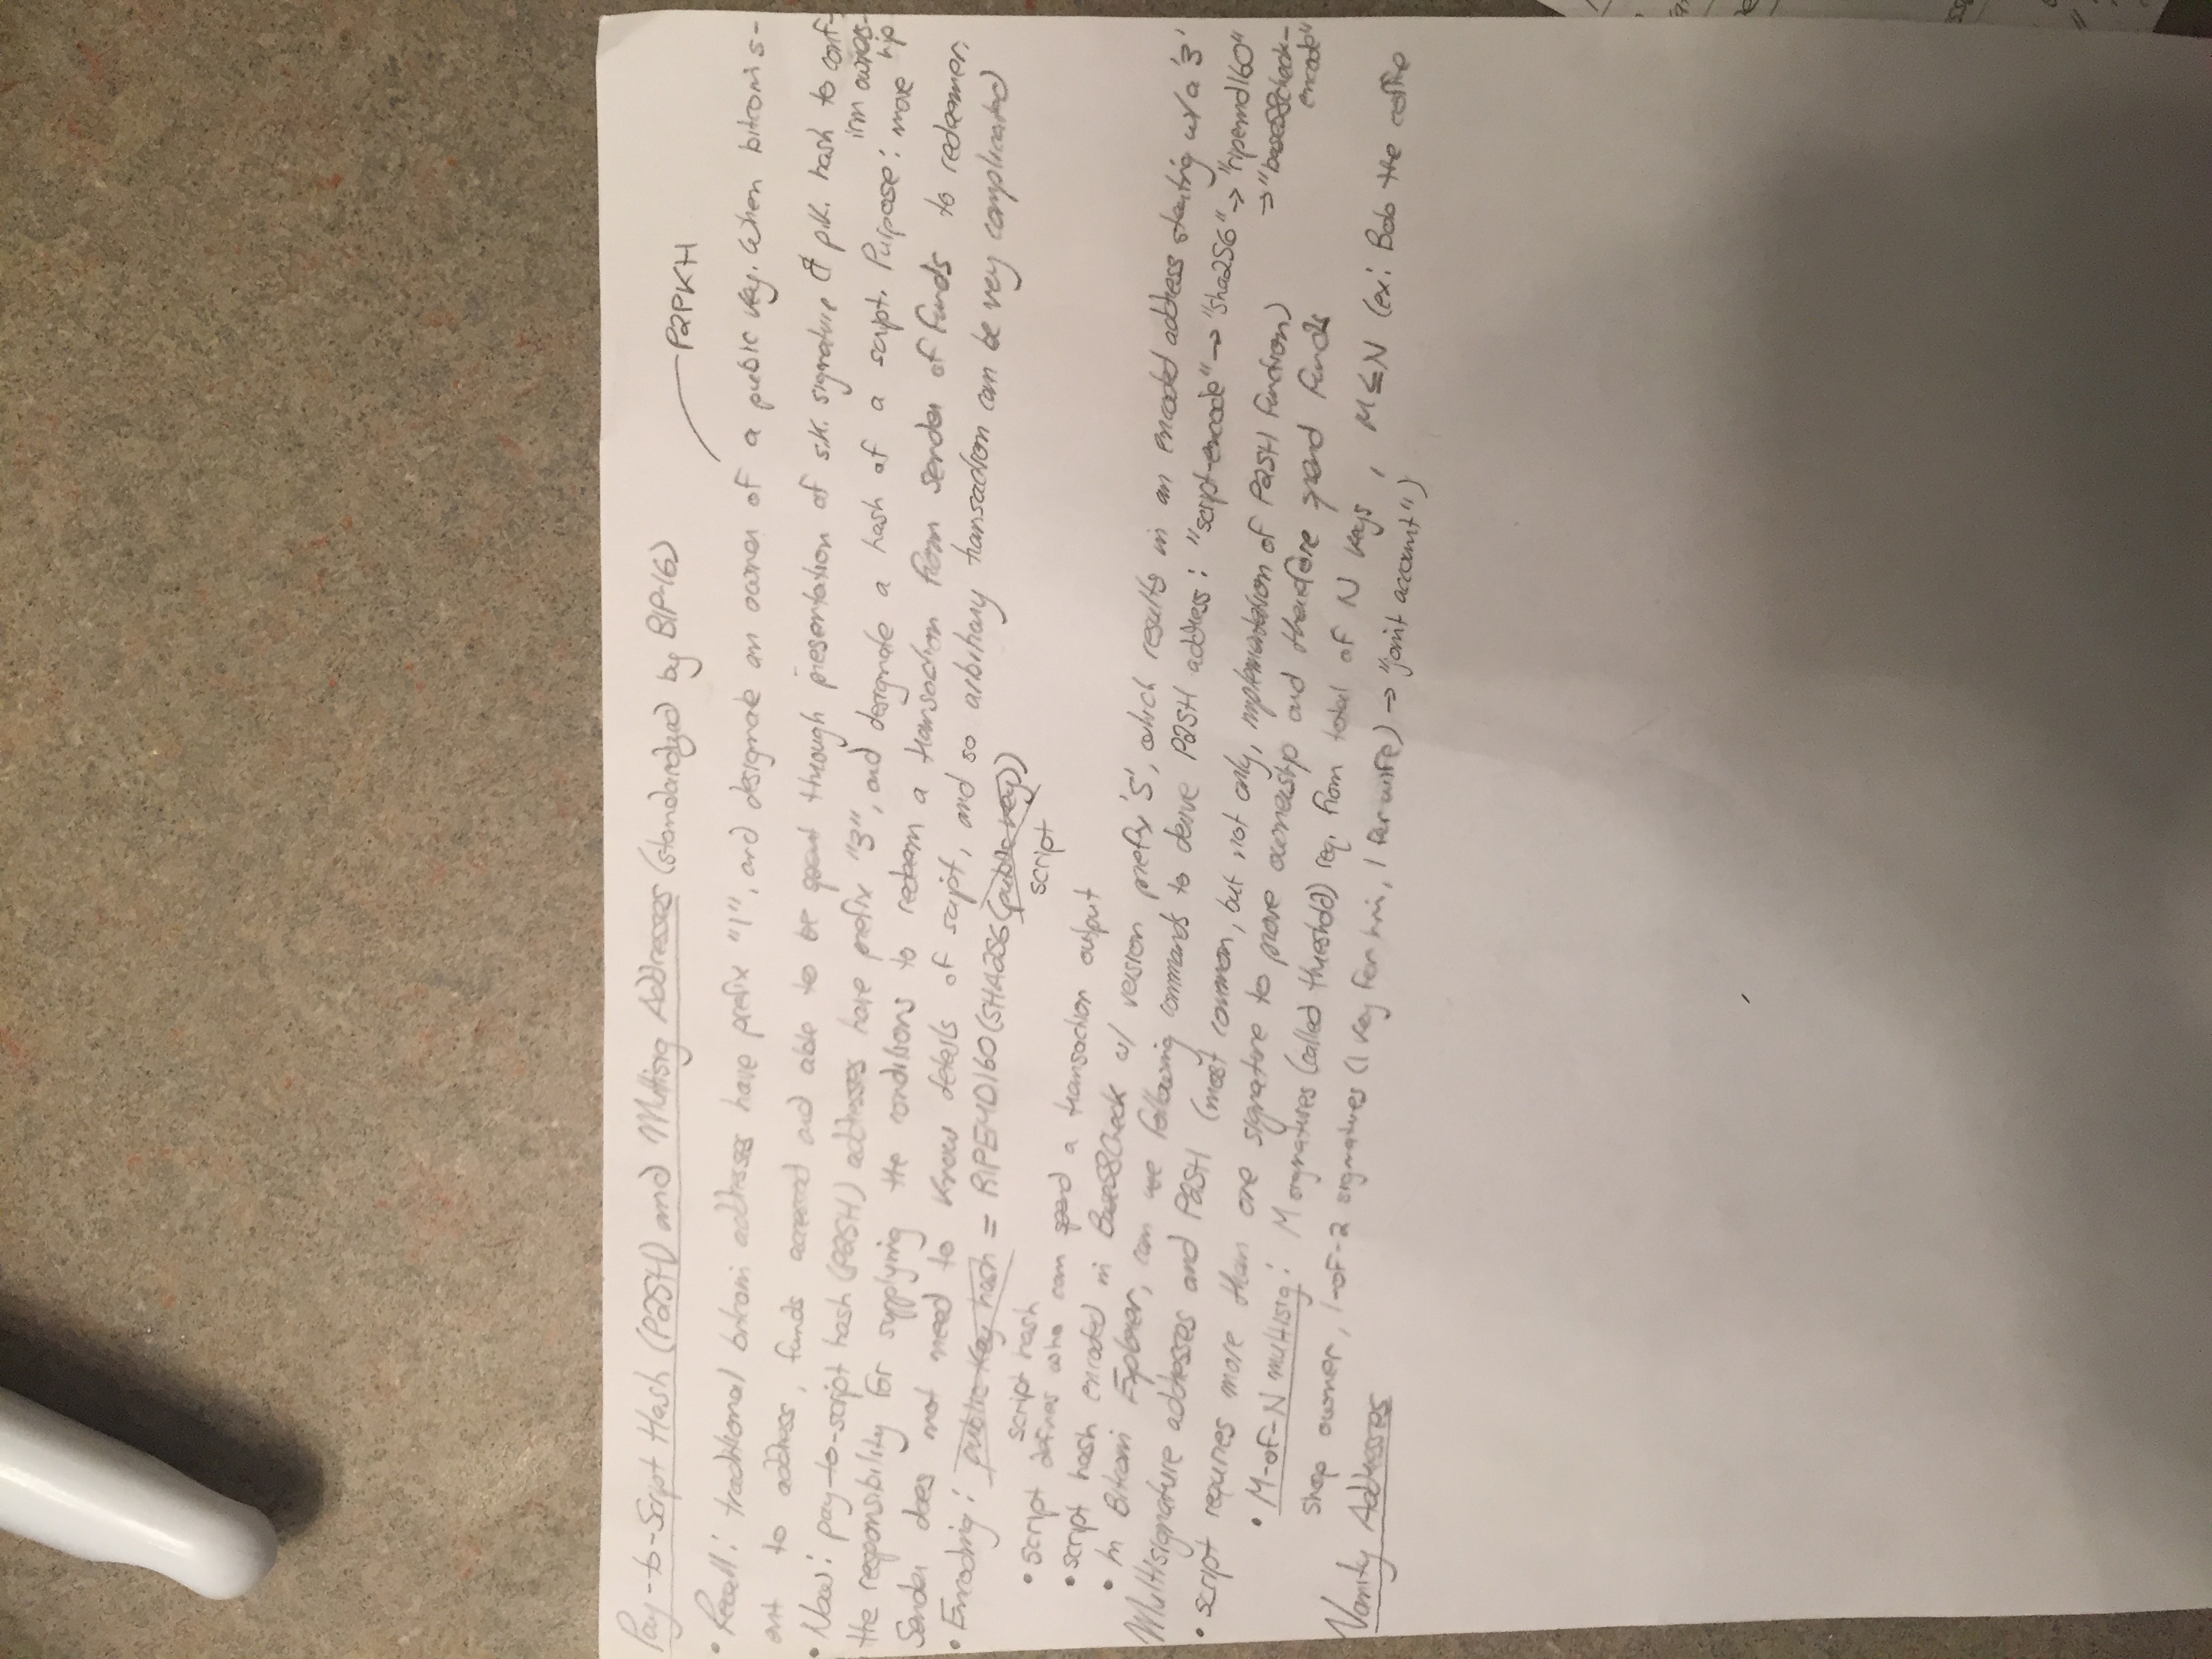 Pay-to-Script Hash (P2SH) and Multisig Addresses (standardized by BIP-16)
P2PKH
• Recall: traditional bitcoin addresses have prefix "1", and designate an owner of a public key. When bitcoin is s-
ent to address, funds accessed and able to be spent through presentation of s.k. signature & p.k. hash to conf-
irm owners-
hip
• Now: pay-to-script hash (P2SH) addresses have prefix "3", and designate a hash of a script. Purpose: move
the responsibility for supplying the conditions to redeem a transaction from sender of funds to redeemer.
Sender does not need to know details of script, and so arbitrary transaction can be very complicated
• Encoding: public key hash = RIPEMD160(SHA256(public key))
script hash
script
• script defines who can spend a transaction output
• script hash encoded in Base58Check w/ version prefix '5', which results in an encoded address starting w/ a '3'
• In Bitcoin Explorer, can use following commands to derive P2SH address: "script-encode" → "sha256" → "ripemd160"
→ "base58check-
encode"
Multisignature addresses and P2SH (most common, but not only, implementation of P2SH function)
• script requires more than one signature to prove ownership and therefore spend funds
• M-of-N multisig: M signatures (called threshold) req. from total of N keys, M ≤ N (ex: Bob the coffee
shop owner, 1-of-2 signatures (1 key for him, 1 for wife) → "joint account")
Vanity Addresses